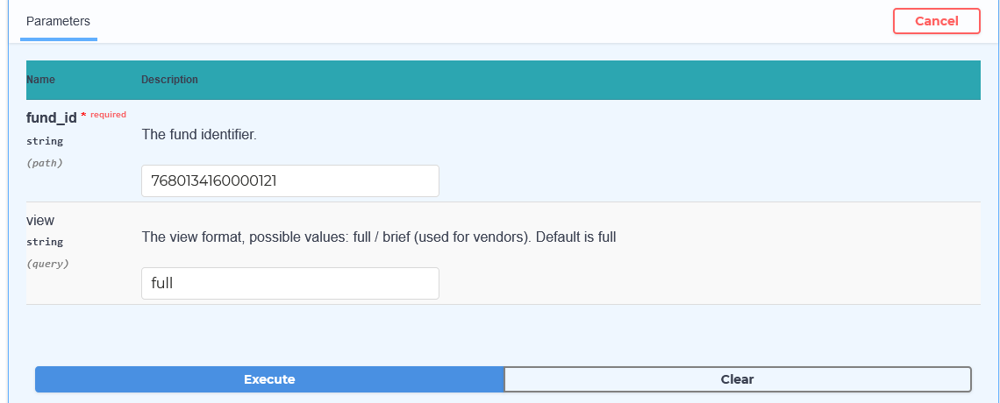 Parameters
Cancel
Name Description
fund_id * required
string
(path)
The fund identifier.
7680134160000121
view
string
(query)
The view format, possible values: full / brief (used for vendors). Default is full
full
Execute Clear